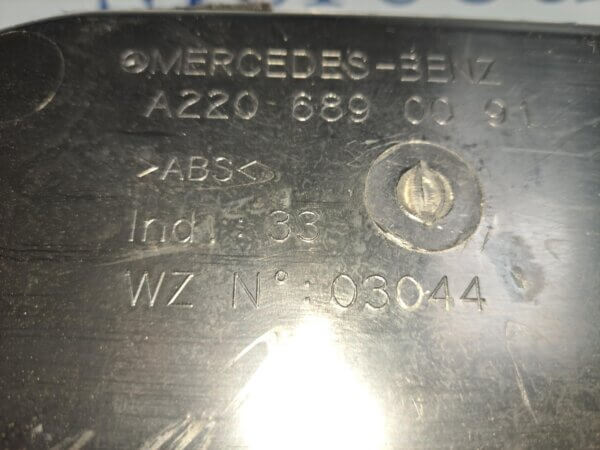 MERCEDES-BENZ
A220 689 00 91
>ABS<
Ind.: 33
WZ N°: 03044